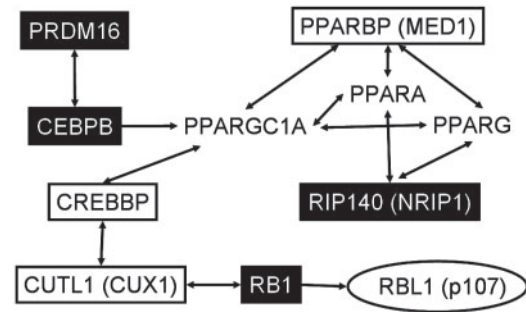 PRDM16
PPARBP (MED1)
PPARA
CEBPB
PPARGC1A
PPARG
CREBBP
RIP140 (NRIP1)
CUTL1 (CUX1)
RB1
RBL1 (p107)